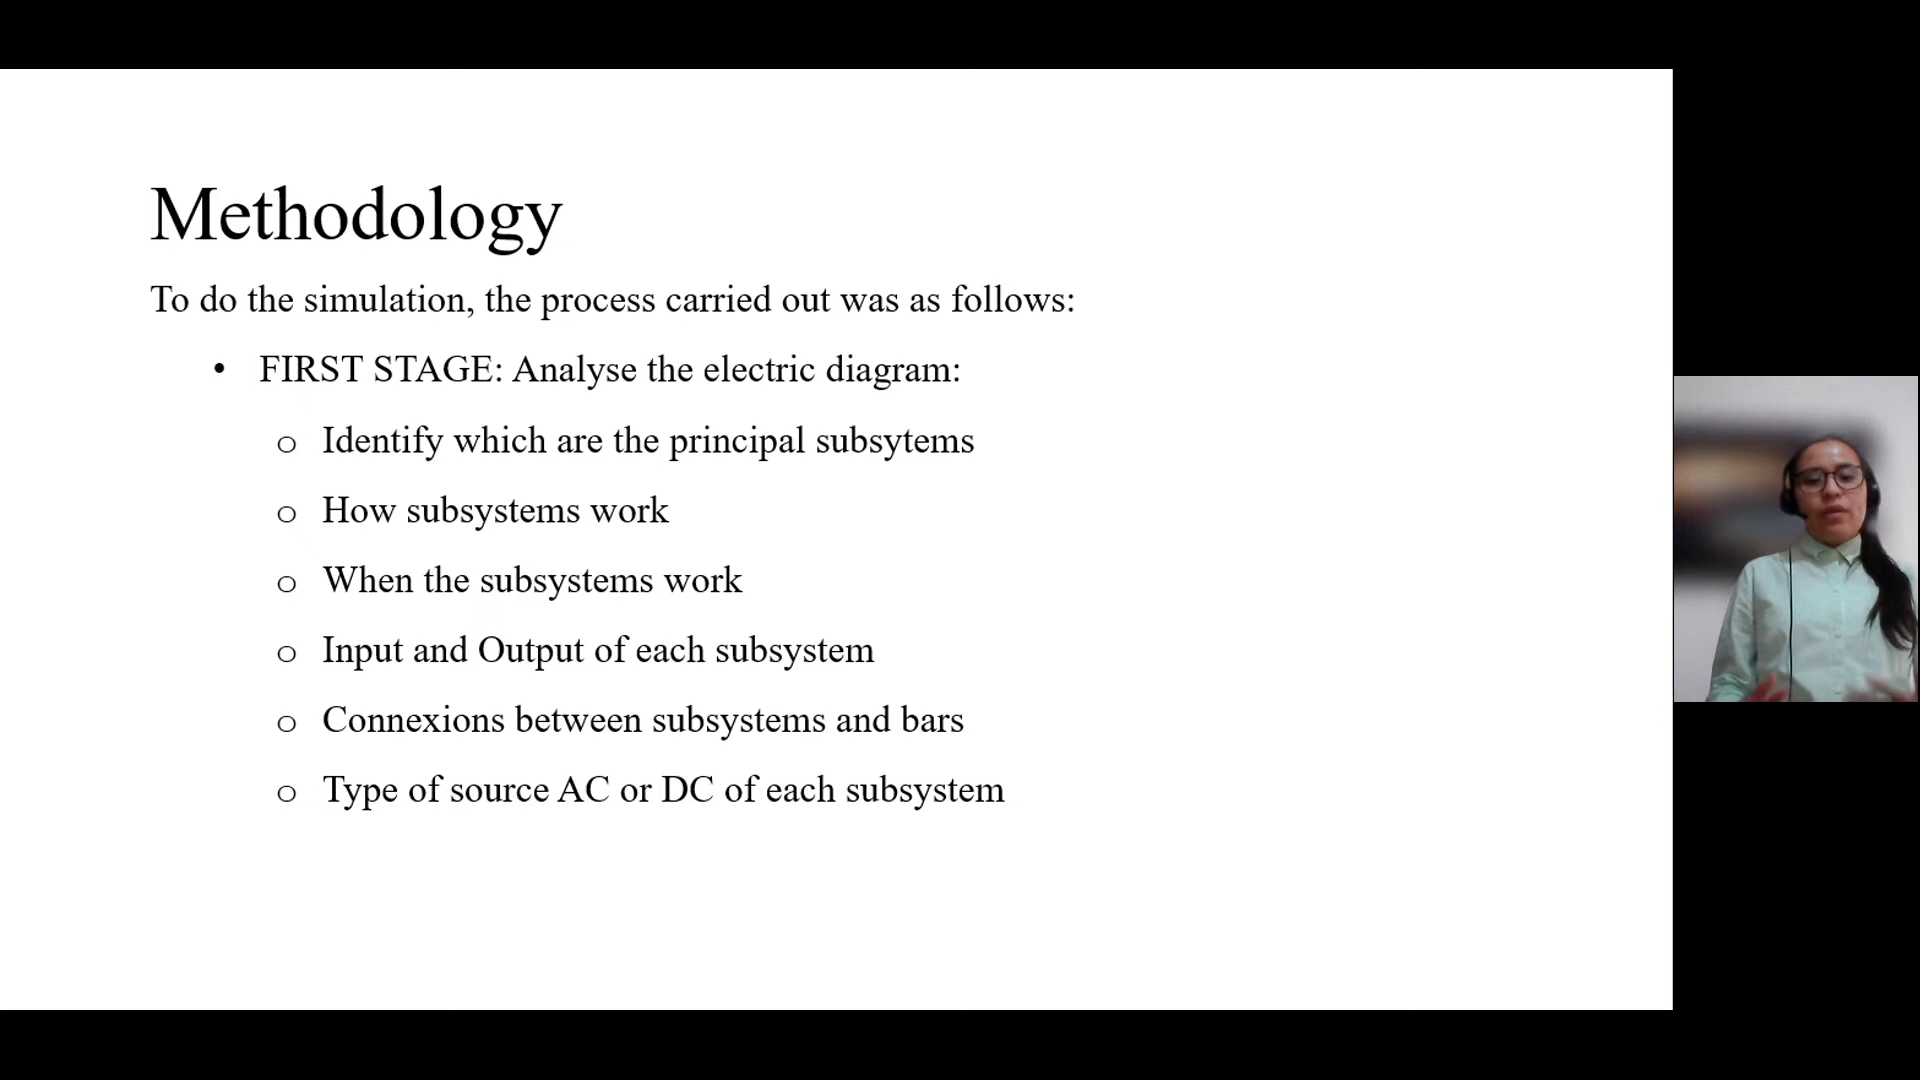 Methodology
To do the simulation, the process carried out was as follows:
• FIRST STAGE: Analyse the electric diagram:
o Identify which are the principal subsytems
o How subsystems work
o When the subsystems work
o Input and Output of each subsystem
o Connexions between subsystems and bars
o Type of source AC or DC of each subsystem